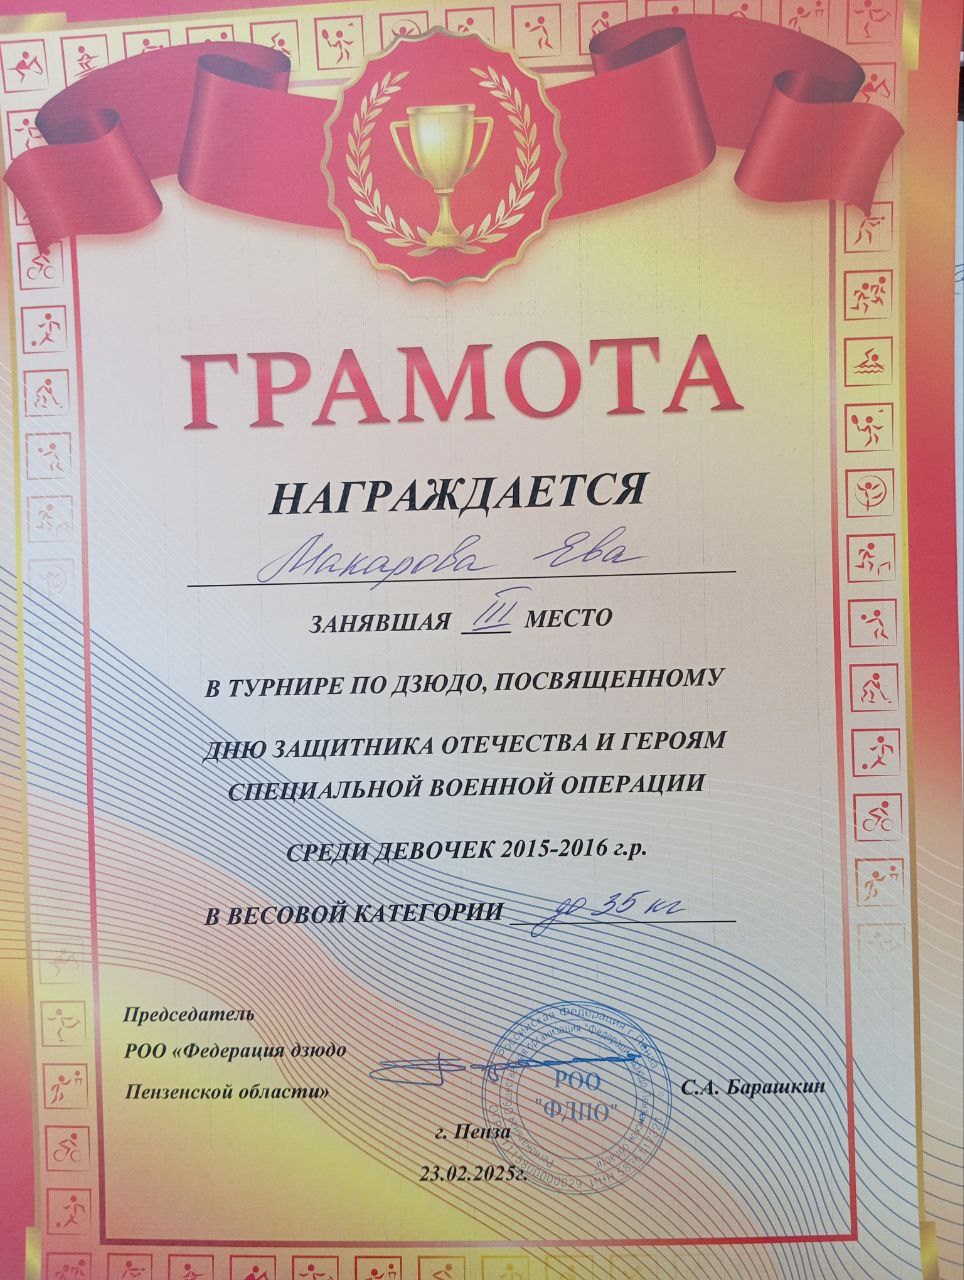 ГРАМОТА
НАГРАЖДАЕТСЯ
Макарова Ева
ЗАНЯВШАЯ III МЕСТО
В ТУРНИРЕ ПО ДЗЮДО, ПОСВЯЩЕННОМУ
ДНЮ ЗАЩИТНИКА ОТЕЧЕСТВА И ГЕРОЯМ
СПЕЦИАЛЬНОЙ ВОЕННОЙ ОПЕРАЦИИ
СРЕДИ ДЕВОЧЕК 2015-2016 г.р.
В ВЕСОВОЙ КАТЕГОРИИ до 35 кг
Председатель
РОО «Федерация дзюдо
Пензенской области»
РОО
"ФДПО"
С.А. Барашкин
г. Пенза
23.02.2025г.